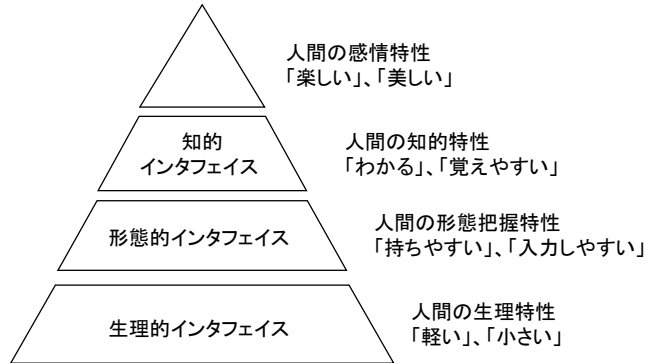 人間の感情特性
「楽しい」、「美しい」
知的
インタフェイス
人間の知的特性
「わかる」、「覚えやすい」
形態的インタフェイス
人間の形態把握特性
「持ちやすい」、「入力しやすい」
生理的インタフェイス
人間の生理特性
「軽い」、「小さい」